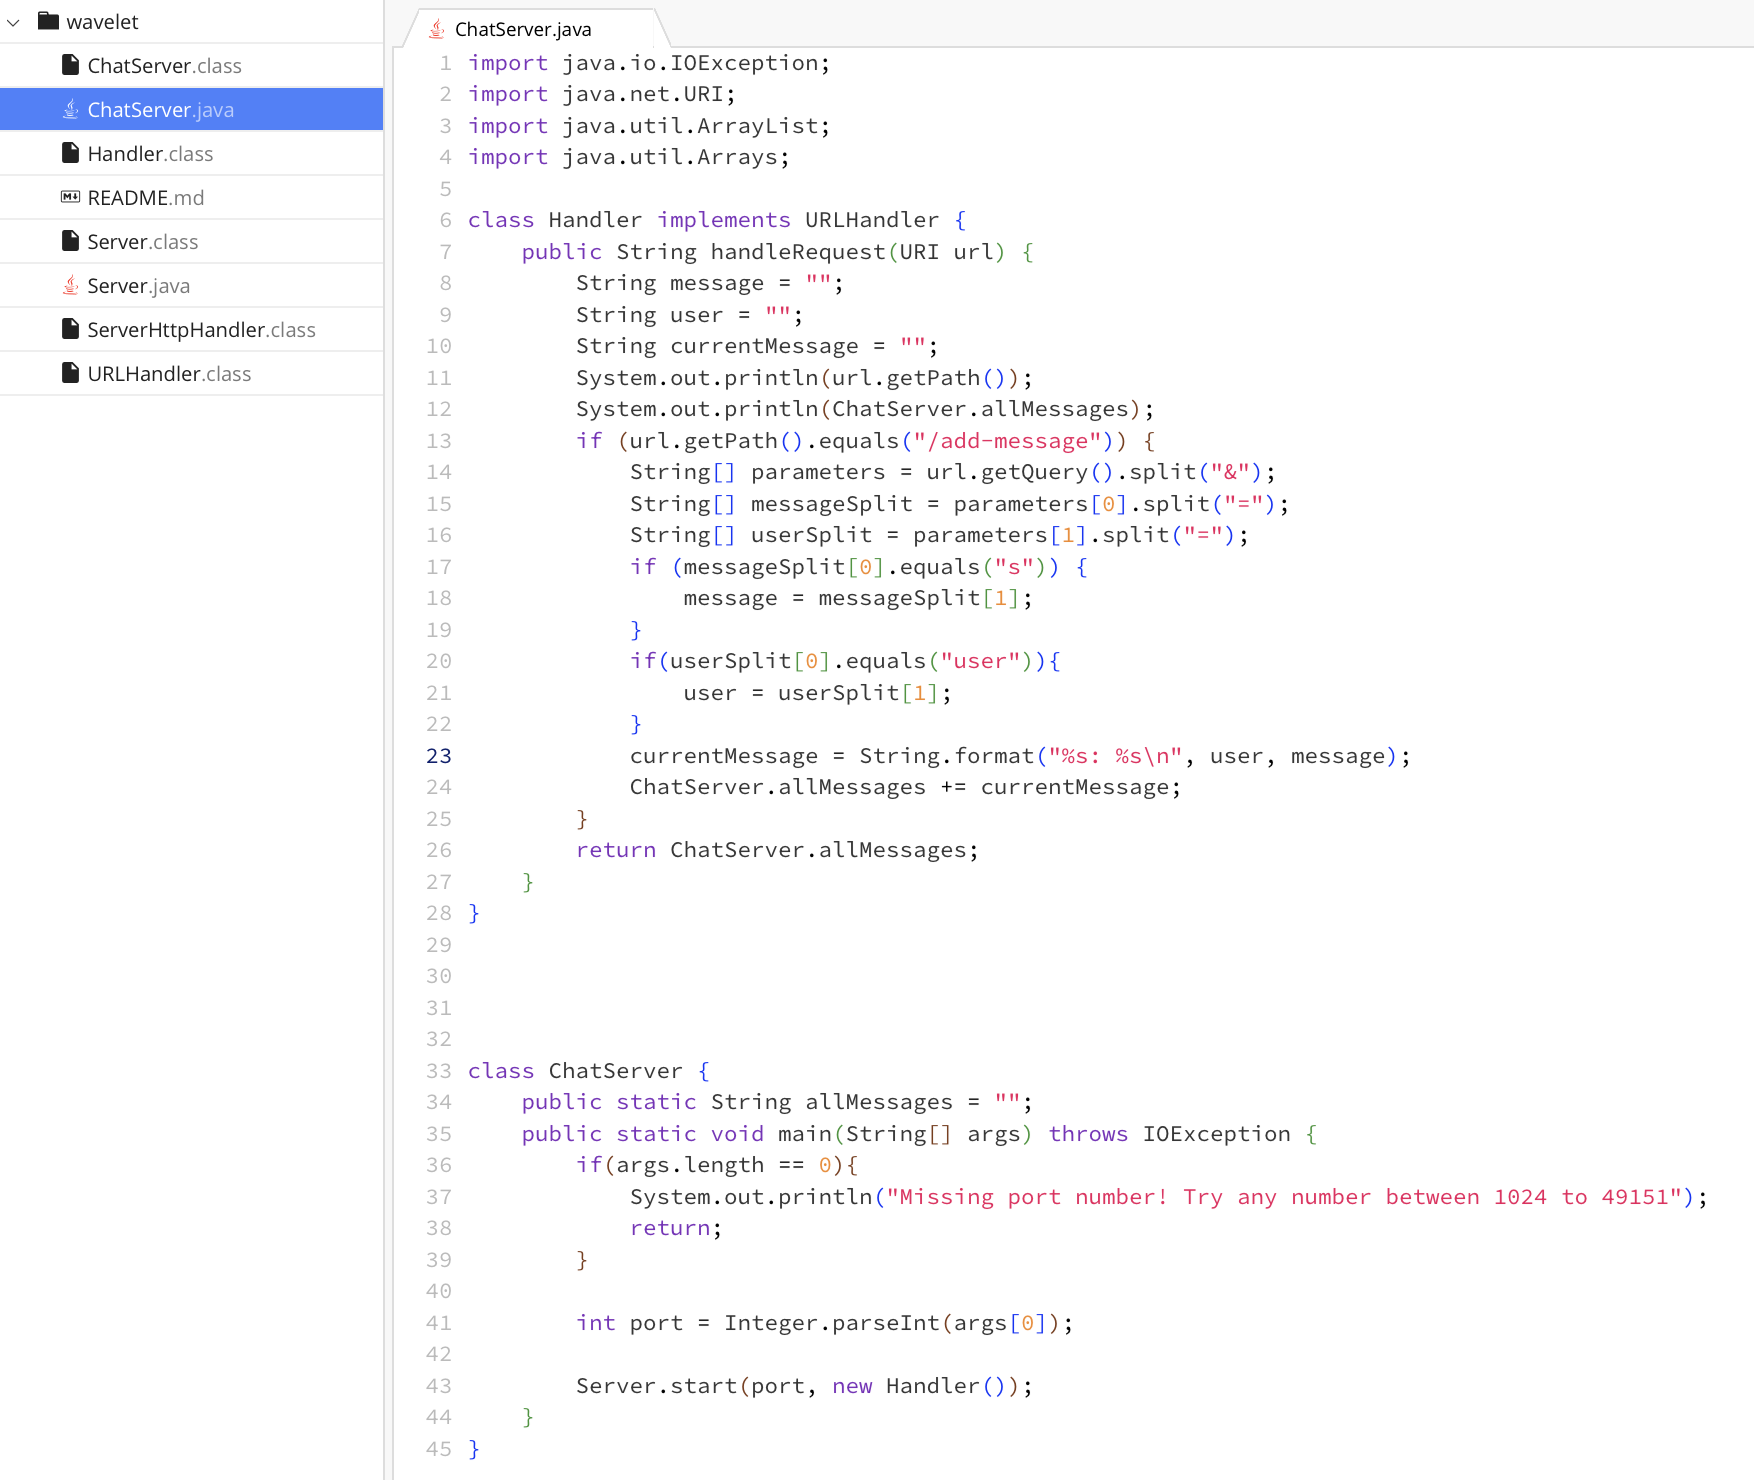 wavelet
ChatServer.class
ChatServer.java
Handler.class
README.md
Server.class
Server.java
ServerHttpHandler.class
URLHandler.class
ChatServer.java
1 import java.io.IOException;
2 import java.net.URI;
3 import java.util.ArrayList;
4 import java.util.Arrays;
5
6 class Handler implements URLHandler {
7     public String handleRequest(URI url) {
8         String message = "";
9         String user = "";
10         String currentMessage = "";
11         System.out.println(url.getPath());
12         System.out.println(ChatServer.allMessages);
13         if (url.getPath().equals("/add-message")) {
14             String[] parameters = url.getQuery().split("&");
15             String[] messageSplit = parameters[0].split("=");
16             String[] userSplit = parameters[1].split("=");
17             if (messageSplit[0].equals("s")) {
18                 message = messageSplit[1];
19             }
20             if(userSplit[0].equals("user")){
21                 user = userSplit[1];
22             }
23             currentMessage = String.format("%s: %s\n", user, message);
24             ChatServer.allMessages += currentMessage;
25         }
26         return ChatServer.allMessages;
27     }
28 }
29
30
31
32
33 class ChatServer {
34     public static String allMessages = "";
35     public static void main(String[] args) throws IOException {
36         if(args.length == 0){
37             System.out.println("Missing port number! Try any number between 1024 to 49151");
38             return;
39         }
40
41         int port = Integer.parseInt(args[0]);
42
43         Server.start(port, new Handler());
44     }
45 }